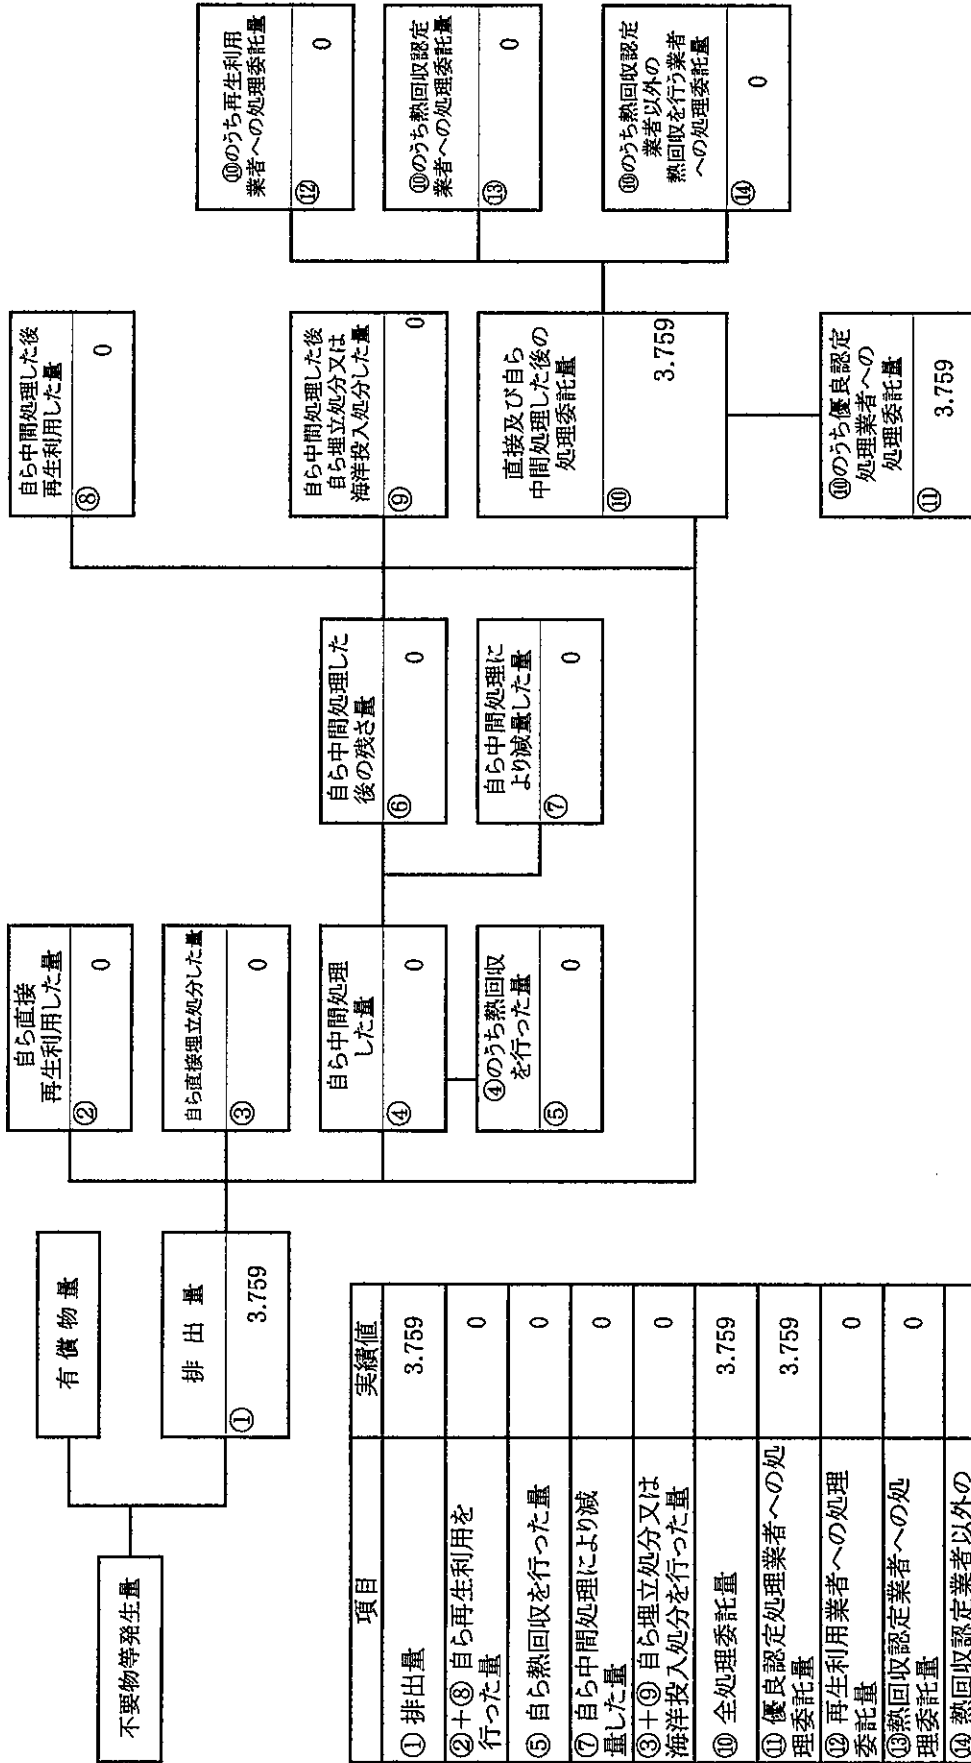 不要物等発生量
有償物量
排出量
①
3.759
自ら直接
再生利用した量
②
0
自ら直接埋立処分した量
③
0
自ら中間処理
した量
④
0
④のうち熱回収
を行った量
⑤
0
自ら中間処理した
後の残さ量
⑥
0
自ら中間処理に
より減量した量
⑦
0
自ら中間処理した後
再生利用した量
⑧
0
自ら中間処理した後
自ら埋立処分又は
海洋投入処分した量
⑨
0
直接及び自ら
中間処理した後の
処理委託量
⑩
3.759
⑩のうち優良認定
処理業者への
処理委託量
⑪
3.759
⑩のうち再生利用
業者への処理委託量
⑫
0
⑩のうち熱回収認定
業者への処理委託量
⑬
0
⑩のうち熱回収認定
業者以外の
熱回収を行う業者
への処理委託量
⑭
0
項目 実績値
①排出量 3.759
②+⑧ 自ら再生利用を
行った量 0
⑤ 自ら熱回収を行った量 0
⑦ 自ら中間処理により減
量した量 0
③+⑨ 自ら埋立処分又は
海洋投入処分を行った量 0
⑩ 全処理委託量 3.759
⑪ 優良認定処理業者への処
理委託量 3.759
⑫ 再生利用業者への処理
委託量 0
⑬熱回収認定業者への処
理委託量 0
⑭ 熱回収認定業者以外の